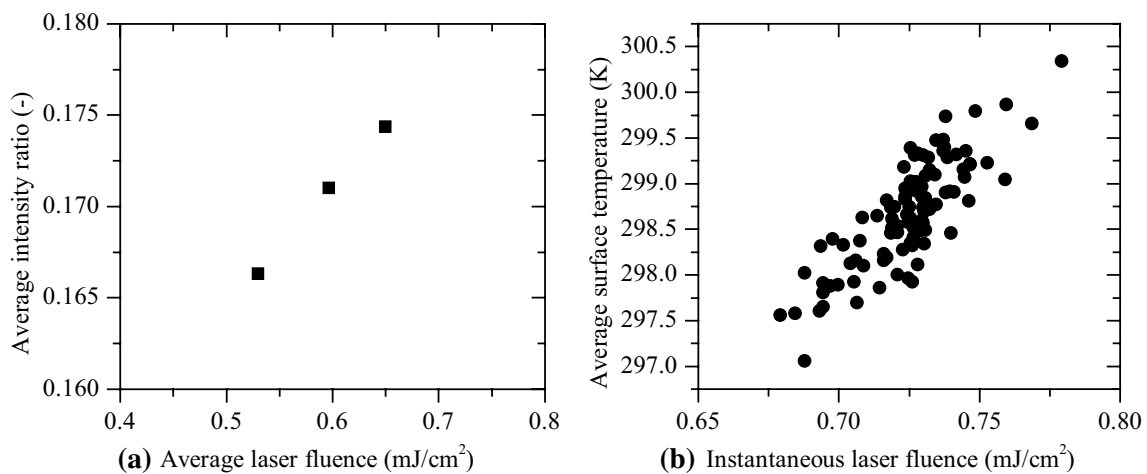 0.180
0.175
0.170
0.165
0.160
Average intensity ratio (-)
0.4 0.5 0.6 0.7 0.8
(a) Average laser fluence (mJ/cm²)
300.5
300.0
299.5
299.0
298.5
298.0
297.5
297.0
Average surface temperature (K)
0.65 0.70 0.75 0.80
(b) Instantaneous laser fluence (mJ/cm²)